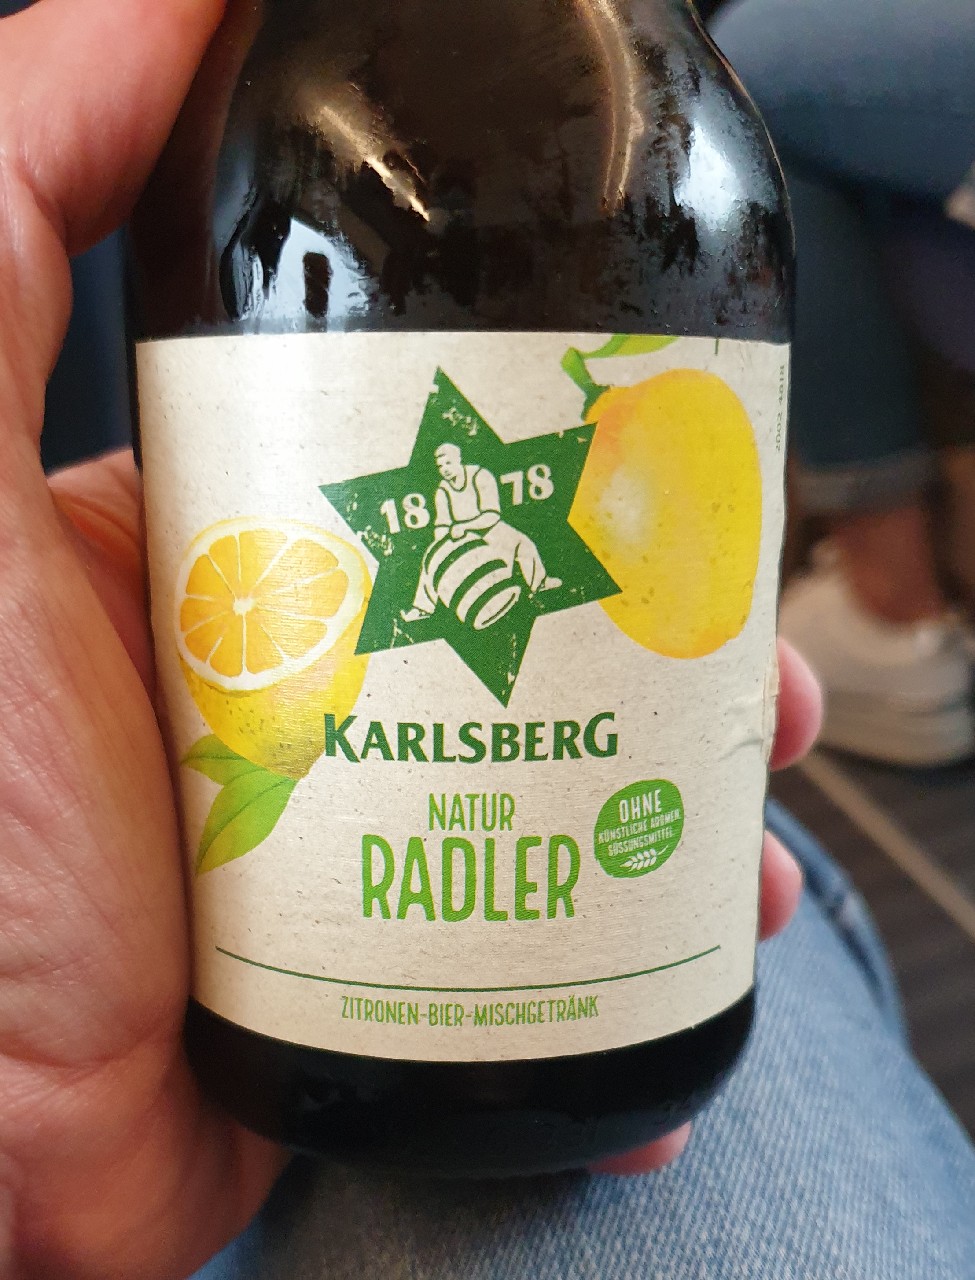 18 78
KARLSBERG
NATUR
RADLER
OHNE
KÜNSTLICHE AROMEN,
SÜSSUNGSMITTEL
ZITRONEN-BIER-MISCHGETRÄNK